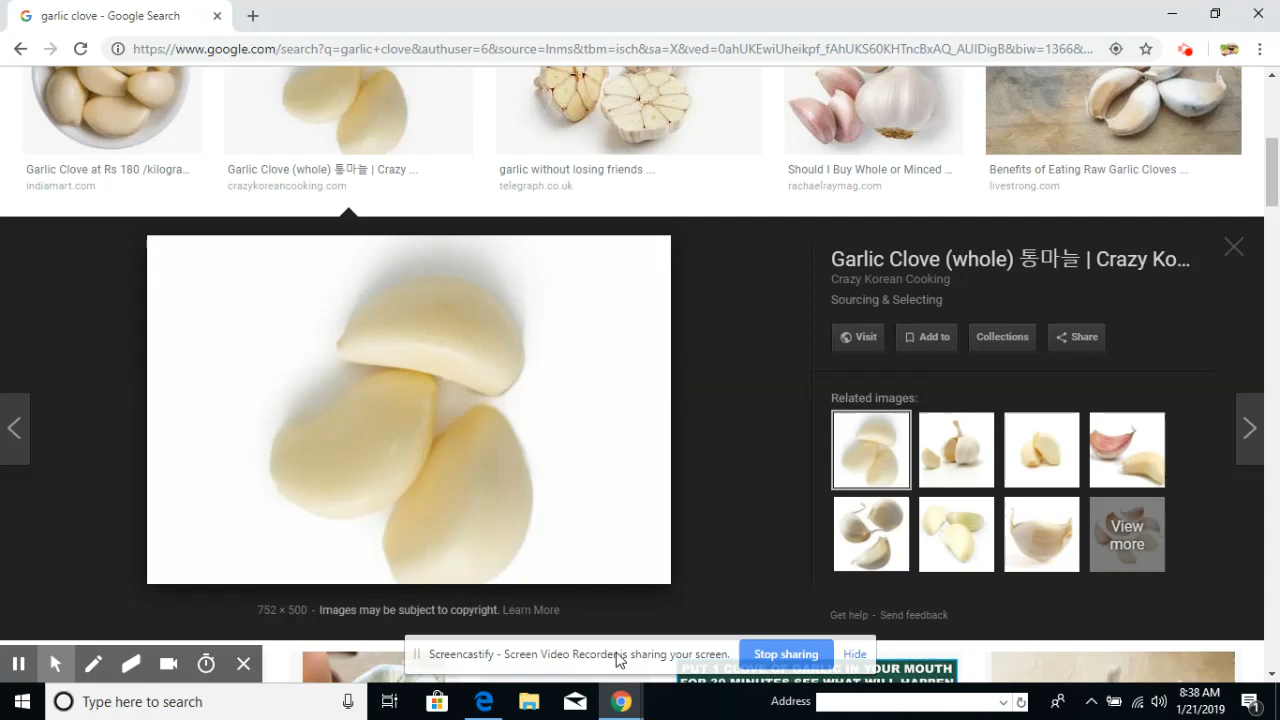 garlic clove - Google Search
https://www.google.com/search?q=garlic+clove&authuser=6&source=lnms&tbm=isch&sa=X&ved=0ahUKEwiUheikpf_fAhUKS60KHTncBxAQ_AUIDigB&biw=1366&...
Garlic Clove at Rs 180 /kilogra...
indiamart.com
Garlic Clove (whole) 통마늘 | Crazy ...
crazykoreancooking.com
garlic without losing friends ...
telegraph.co.uk
Should I Buy Whole or Minced ...
rachaelraymag.com
Benefits of Eating Raw Garlic Cloves ...
livestrong.com
Garlic Clove (whole) 통마늘 | Crazy Ko...
Crazy Korean Cooking
Sourcing & Selecting
Visit
Add to
Collections
Share
Related images:
View
more
752 × 500 - Images may be subject to copyright. Learn More
Get help - Send feedback
Screencastify - Screen Video Recorder is sharing your screen.
Stop sharing
Hide
PUT 1 CLOVE OF GARLIC IN YOUR MOUTH
FOR 30 MINUTES SEE WHAT WILL HAPPEN
Type here to search
Address
8:38 AM
1/21/2019
1